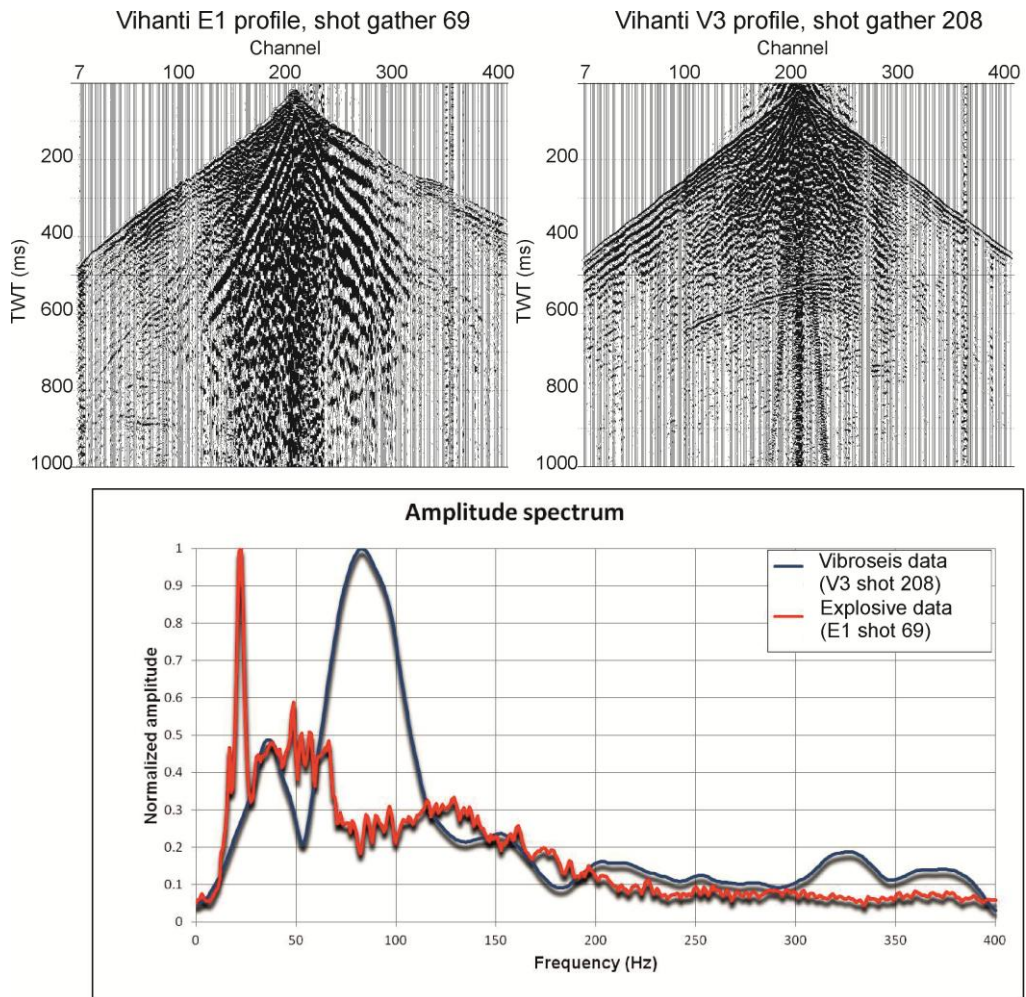 Vihanti E1 profile, shot gather 69
Channel
7 100 200 300 400
200
400
600
800
1000
TWT (ms)
Vihanti V3 profile, shot gather 208
Channel
7 100 200 300 400
200
400
600
800
1000
TWT (ms)
Amplitude spectrum
Vibroseis data
(V3 shot 208)
Explosive data
(E1 shot 69)
1
0.9
0.8
0.7
0.6
0.5
0.4
0.3
0.2
0.1
0
Normalized amplitude
0 50 100 150 200 250 300 350 400
Frequency (Hz)